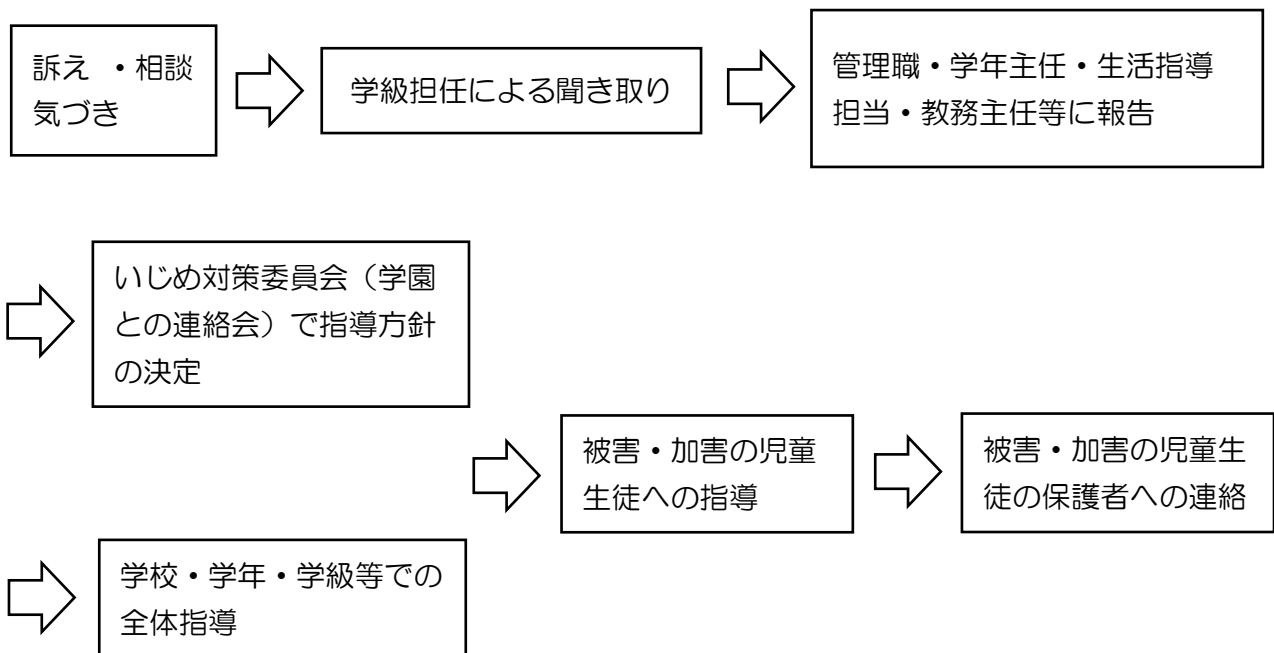 訴え ・相談
気づき
学級担任による聞き取り
管理職・学年主任・生活指導
担当・教務主任等に報告
いじめ対策委員会（学園
との連絡会）で指導方針
の決定
被害・加害の児童
生徒への指導
被害・加害の児童生
徒の保護者への連絡
学校・学年・学級等での
全体指導